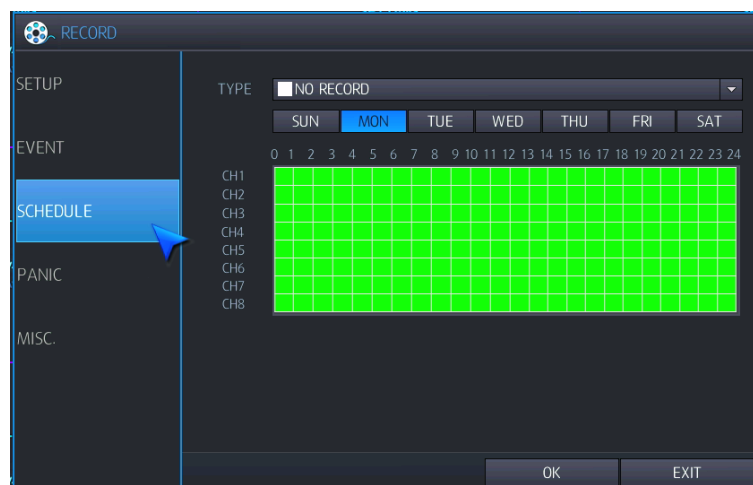 RECORD
SETUP
EVENT
SCHEDULE
PANIC
MISC.
TYPE NO RECORD
SUN MON TUE WED THU FRI SAT
0 1 2 3 4 5 6 7 8 9 10 11 12 13 14 15 16 17 18 19 20 21 22 23 24
CH1
CH2
CH3
CH4
CH5
CH6
CH7
CH8
OK EXIT